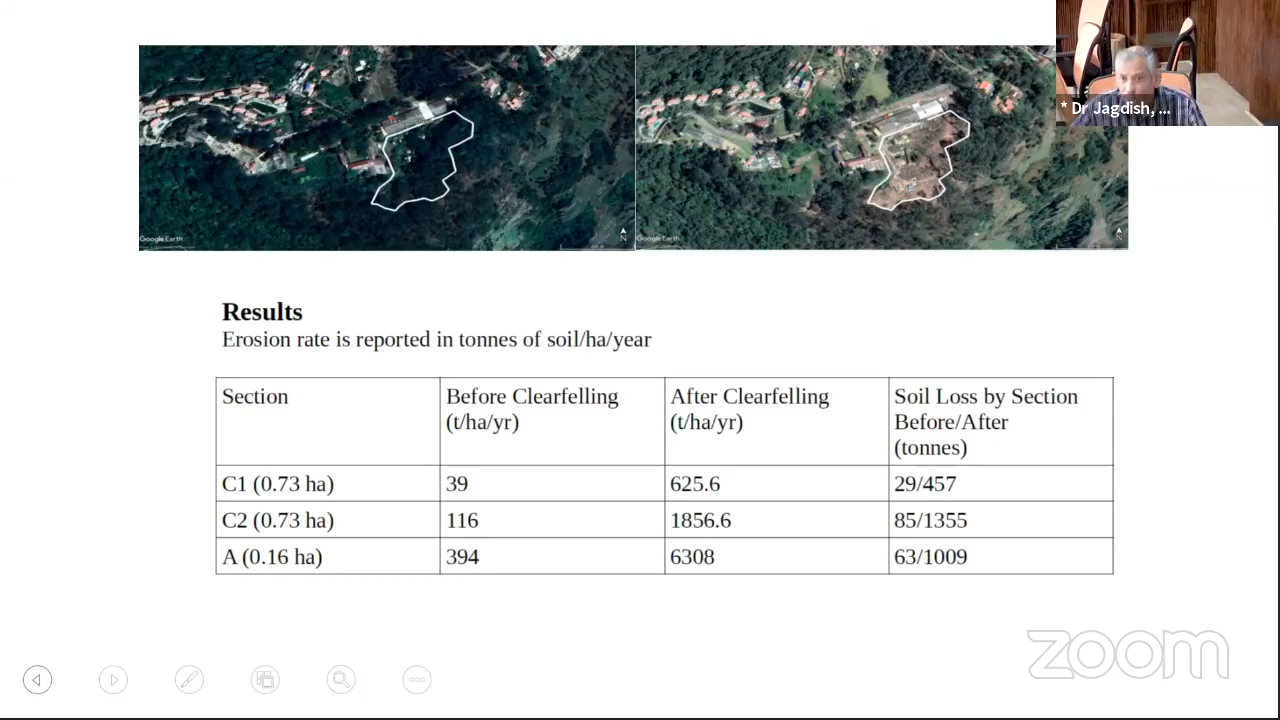 * Dr Jagdish, ...
Google Earth
N
Google Earth
N
Results
Erosion rate is reported in tonnes of soil/ha/year
Section
Before Clearfelling
(t/ha/yr)
After Clearfelling
(t/ha/yr)
Soil Loss by Section
Before/After
(tonnes)
C1 (0.73 ha)
39
625.6
29/457
C2 (0.73 ha)
116
1856.6
85/1355
A (0.16 ha)
394
6308
63/1009
zoom